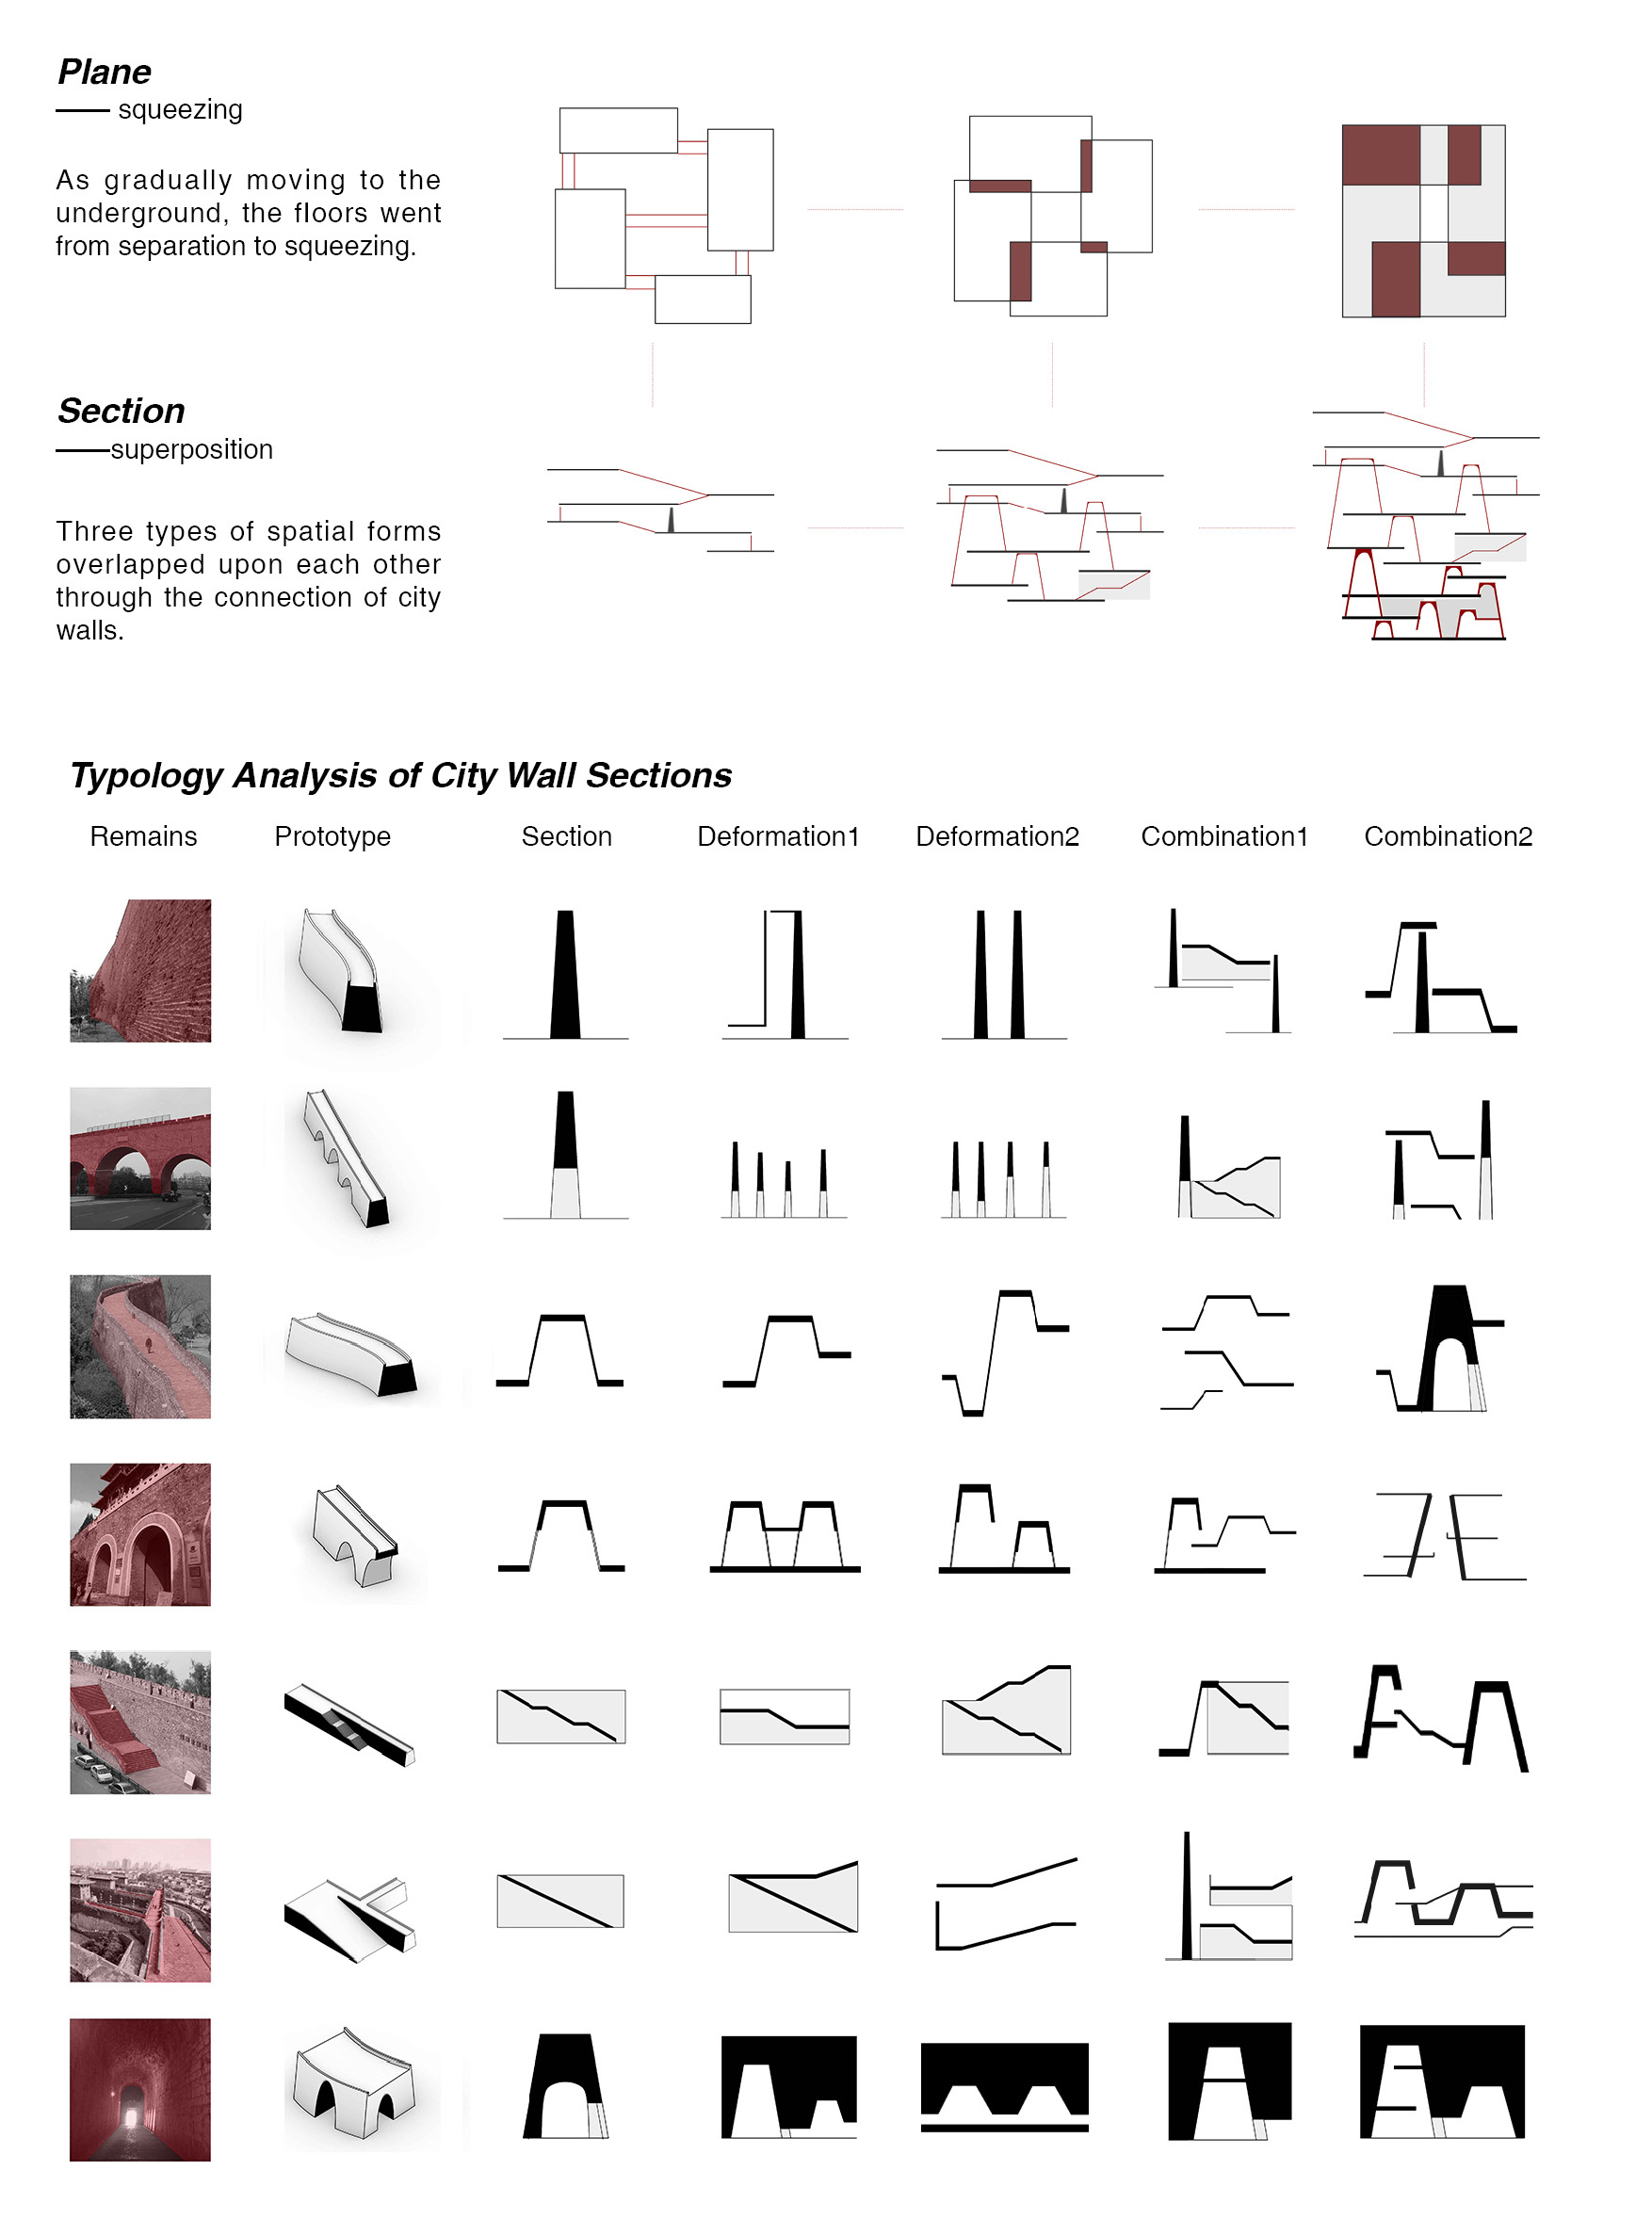 Plane
—— squeezing
As gradually moving to the
underground, the floors went
from separation to squeezing.
Section
——superposition
Three types of spatial forms
overlapped upon each other
through the connection of city
walls.
Typology Analysis of City Wall Sections
Remains Prototype Section Deformation1 Deformation2 Combination1 Combination2